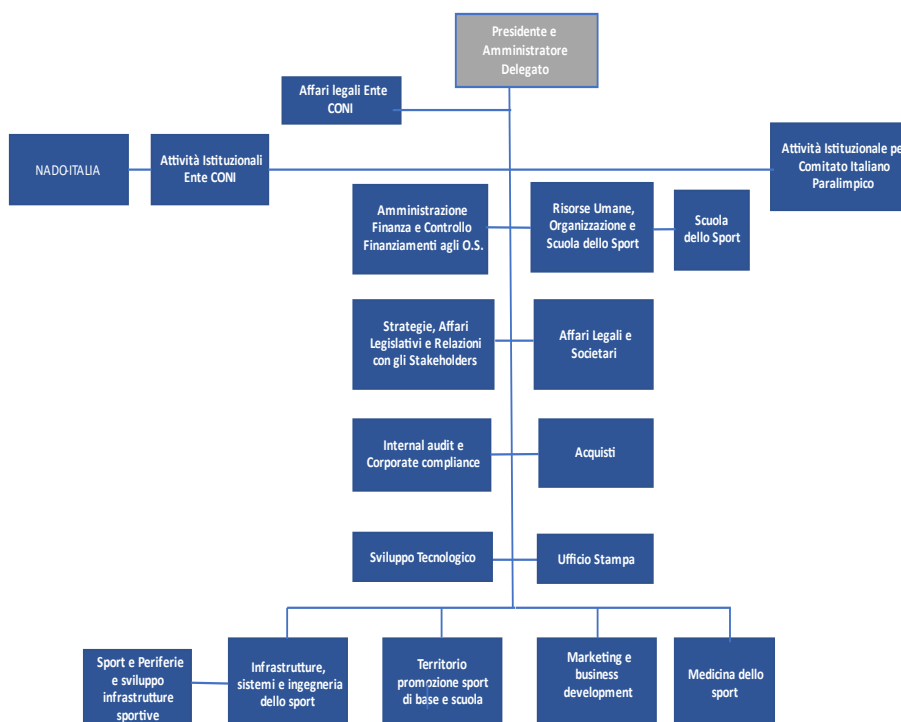 Presidente e
Amministratore
Delegato
Affari legali Ente
CONI
NADO-ITALIA
Attività Istituzionali
Ente CONI
Attività Istituzionale pe
Comitato Italiano
Paralimpico
Amministrazione
Finanza e Controllo
Finanziamenti agli O.S.
Risorse Umane,
Organizzazione e
Scuola dello Sport
Scuola
dello Sport
Strategie, Affari
Legislativi e Relazioni
con gli Stakeholders
Affari Legali e
Societari
Internal audit e
Corporate compliance
Acquisti
Sviluppo Tecnologico
Ufficio Stampa
Sport e Periferie
e sviluppo
infrastrutture
sportive
Infrastrutture,
sistemi e ingegneria
dello sport
Territorio
promozione sport
di base e scuola
Marketing e
business
development
Medicina dello
sport